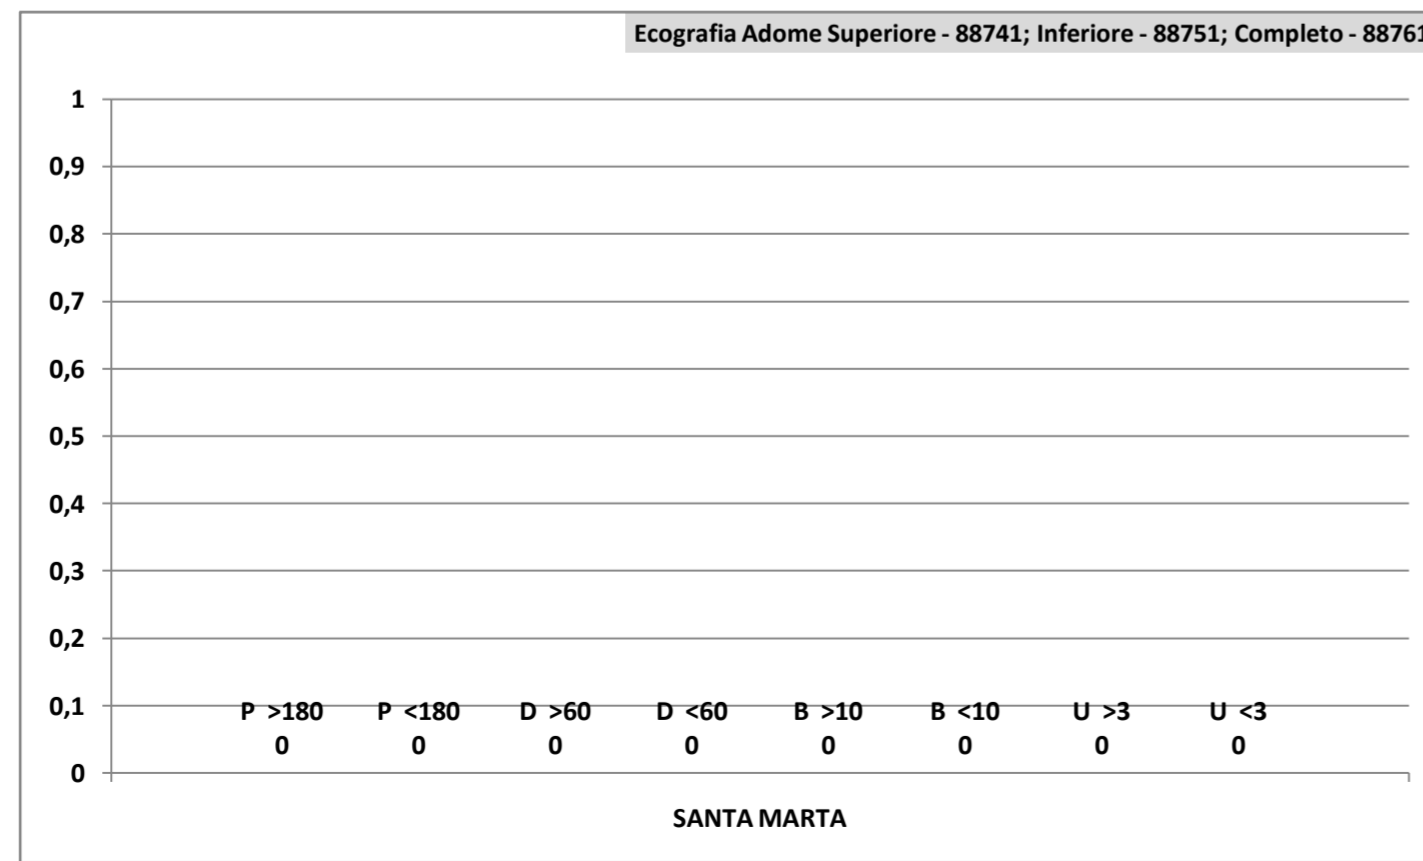 Ecografia Adome Superiore - 88741; Inferiore - 88751; Completo - 88761
1
0,9
0,8
0,7
0,6
0,5
0,4
0,3
0,2
0,1
0
P >180 P <180 D >60 D <60 B >10 B <10 U >3 U <3
0 0 0 0 0 0 0 0
SANTA MARTA